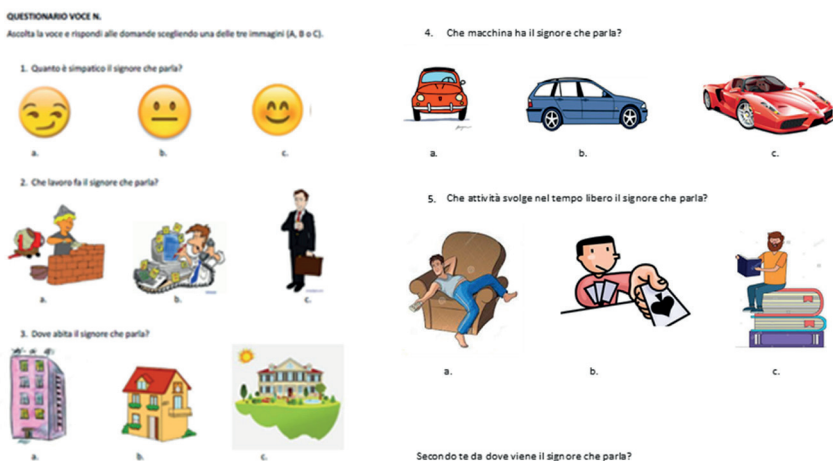 QUESTIONARIO VOCE N.
Ascolta la voce e rispondi alle domande scegliendo una delle tre immagini (A, B o C).
1. Quanto è simpatico il signore che parla?
a. b. c.
2. Che lavoro fa il signore che parla?
a. b. c.
3. Dove abita il signore che parla?
a. b. c.
4. Che macchina ha il signore che parla?
a. b. c.
5. Che attività svolge nel tempo libero il signore che parla?
a. b. c.
Secondo te da dove viene il signore che parla?